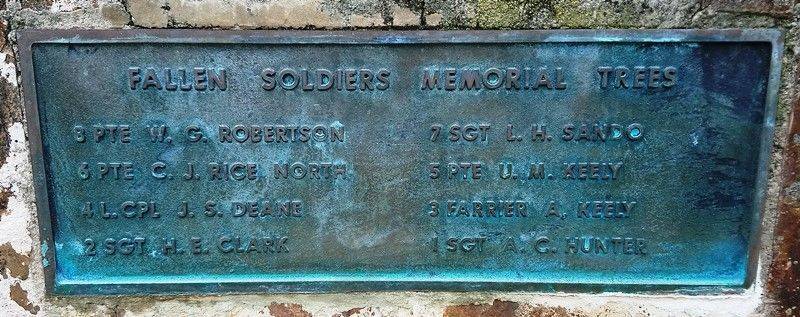 FALLEN SOLDIERS MEMORIAL TREES
8 PTE W. G. ROBERTSON 7 SGT L. H. SANDO
6 PTE C. J. RICE NORTH 5 PTE U. M. KEELY
4 L.CPL J. S. DEANE 3 FARRIER A. KEELY
2 SGT H. E. CLARK 1 SGT A. C. HUNTER